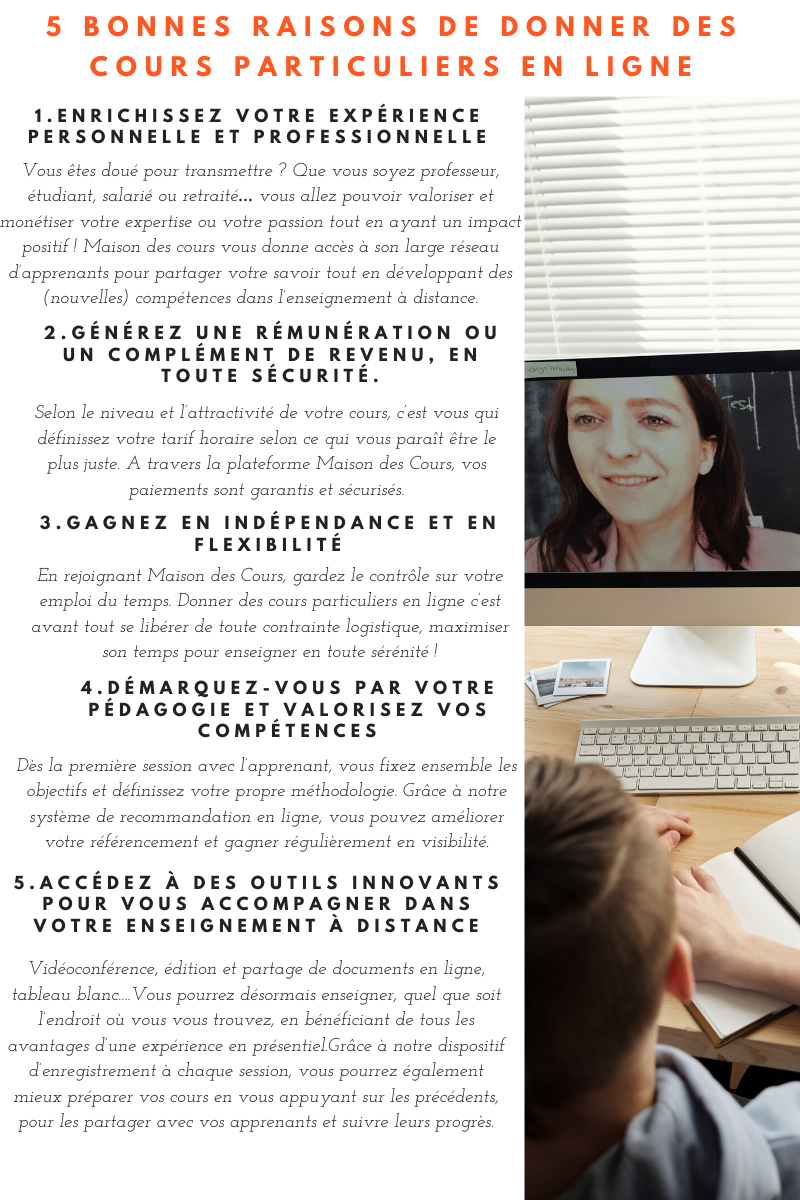 5 BONNES RAISONS DE DONNER DES
COURS PARTICULIERS EN LIGNE
1.ENRICHISSEZ VOTRE EXPÉRIENCE
PERSONNELLE ET PROFESSIONNELLE
Vous êtes doué pour transmettre ? Que vous soyez professeur,
étudiant, salarié ou retraité... vous allez pouvoir valoriser et
monétiser votre expertise ou votre passion tout en ayant un impact
positif ! Maison des cours vous donne accès à son large réseau
d'apprenants pour partager votre savoir tout en développant des
(nouvelles) compétences dans l'enseignement à distance.
2.GÉNÉREZ UNE RÉMUNÉRATION OU
UN COMPLÉMENT DE REVENU, EN
TOUTE SÉCURITÉ.
Selon le niveau et l'attractivité de votre cours, c'est vous qui
définissez votre tarif horaire selon ce qui vous paraît être le
plus juste. A travers la plateforme Maison des Cours, vos
paiements sont garantis et sécurisés.
3.GAGNEZ EN INDÉPENDANCE ET EN
FLEXIBILITÉ
En rejoignant Maison des Cours, gardez le contrôle sur votre
emploi du temps. Donner des cours particuliers en ligne c'est
avant tout se libérer de toute contrainte logistique, maximiser
son temps pour enseigner en toute sérénité !
4.DÉMARQUEZ-VOUS PAR VOTRE
PÉDAGOGIE ET VALORISEZ VOS
COMPÉTENCES
Dès la première session avec l'apprenant, vous fixez ensemble les
objectifs et définissez votre propre méthodologie. Grâce à notre
système de recommandation en ligne, vous pouvez améliorer
votre référencement et gagner régulièrement en visibilité.
5.ACCÉDEZ À DES OUTILS INNOVANTS
POUR VOUS ACCOMPAGNER DANS
VOTRE ENSEIGNEMENT À DISTANCE
Vidéoconférence, édition et partage de documents en ligne,
tableau blanc....Vous pourrez désormais enseigner, quel que soit
l'endroit où vous vous trouvez, en bénéficiant de tous les
avantages d'une expérience en présentiel.Grâce à notre dispositif
d'enregistrement à chaque session, vous pourrez également
mieux préparer vos cours en vous appuyant sur les précédents,
pour les partager avec vos apprenants et suivre leurs progrès.
Test